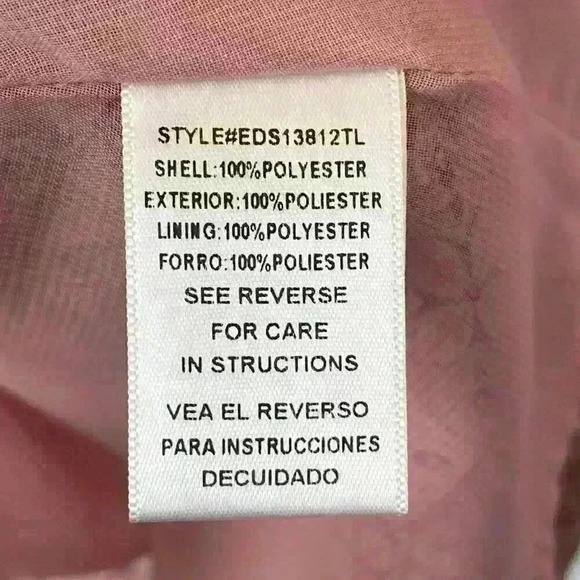 STYLE#EDS13812TL
SHELL:100%POLYESTER
EXTERIOR:100%POLIESTER
LINING:100%POLYESTER
FORRO:100%POLIESTER
SEE REVERSE
FOR CARE
IN STRUCTIONS
VEA EL REVERSO
PARA INSTRUCCIONES
DECUIDADO